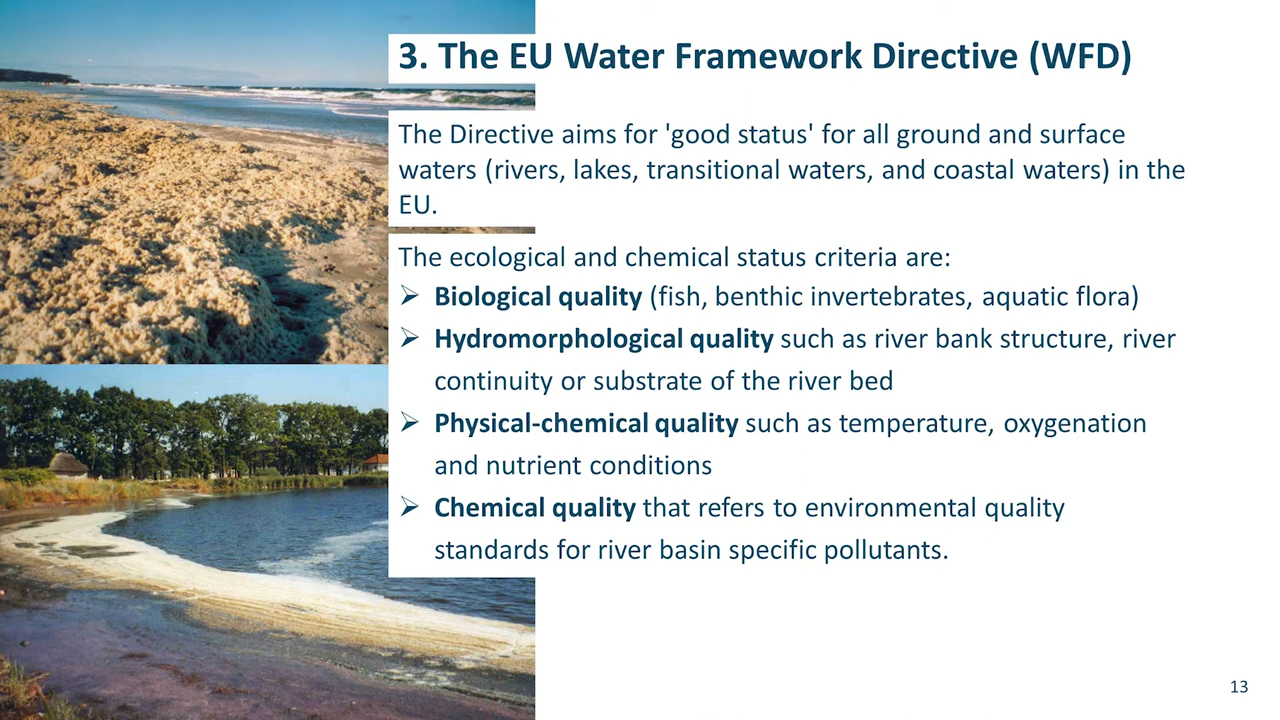 3. The EU Water Framework Directive (WFD)
The Directive aims for 'good status' for all ground and surface
waters (rivers, lakes, transitional waters, and coastal waters) in the
EU.
The ecological and chemical status criteria are:
➢ Biological quality (fish, benthic invertebrates, aquatic flora)
➢ Hydromorphological quality such as river bank structure, river
continuity or substrate of the river bed
➢ Physical-chemical quality such as temperature, oxygenation
and nutrient conditions
➢ Chemical quality that refers to environmental quality
standards for river basin specific pollutants.
13